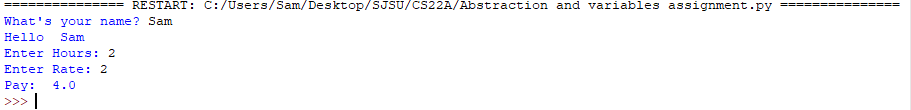 =============== RESTART: C:/Users/Sam/Desktop/SJSU/CS22A/Abstraction and variables assignment.py ===============
What's your name? Sam
Hello  Sam
Enter Hours: 2
Enter Rate: 2
Pay:  4.0
>>>